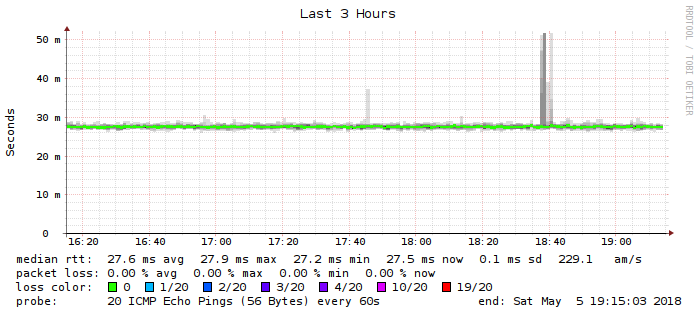 Last 3 Hours
RRDTOOL / TOBI OETIKER
Seconds
50 m
40 m
30 m
20 m
10 m
0
16:20 16:40 17:00 17:20 17:40 18:00 18:20 18:40 19:00
median rtt: 27.6 ms avg 27.9 ms max 27.2 ms min 27.5 ms now 0.1 ms sd 229.1 am/s
packet loss: 0.00 % avg 0.00 % max 0.00 % min 0.00 % now
loss color: 0 1/20 2/20 3/20 4/20 10/20 19/20
probe: 20 ICMP Echo Pings (56 Bytes) every 60s end: Sat May 5 19:15:03 2018